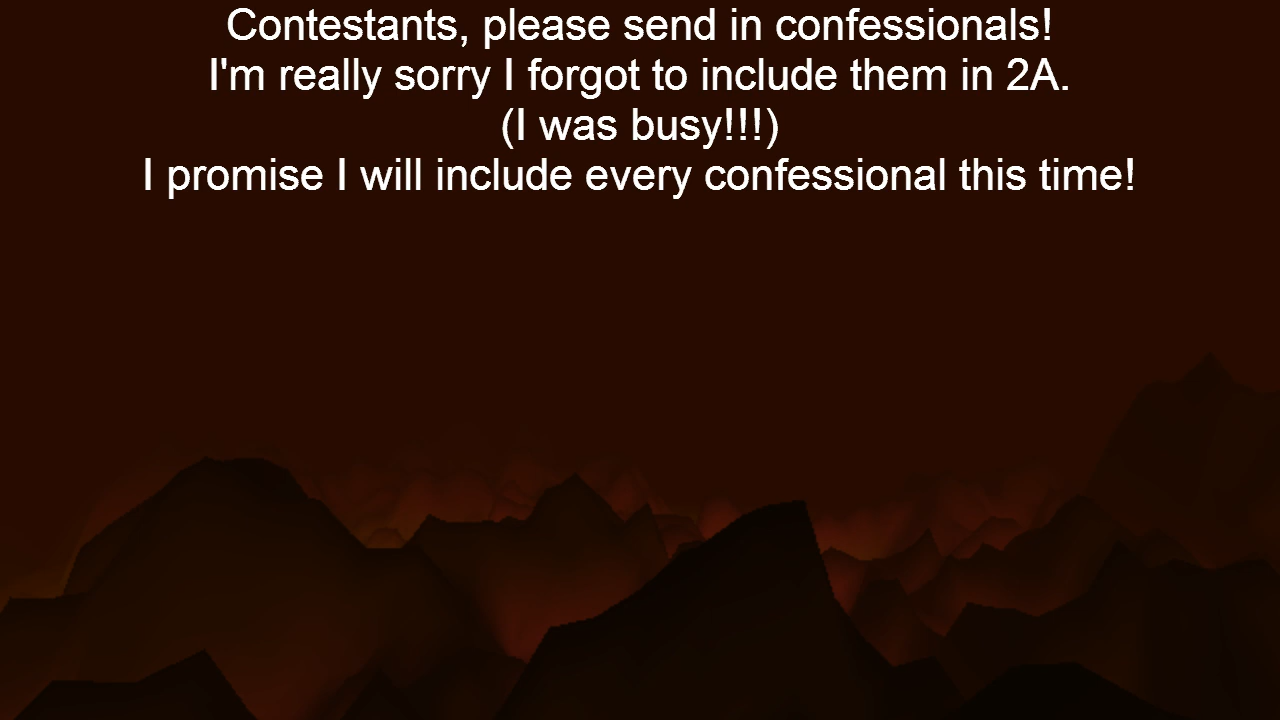 Contestants, please send in confessionals!
I'm really sorry I forgot to include them in 2A.
(I was busy!!!)
I promise I will include every confessional this time!